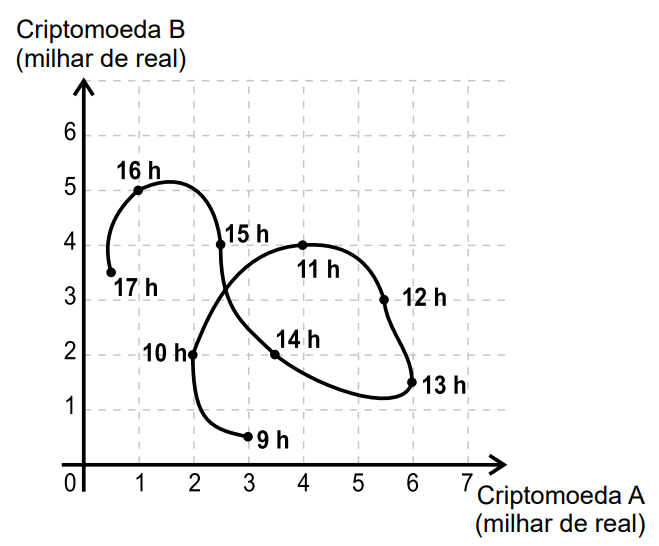 Criptomoeda B
(milhar de real)
6
16 h
5
15 h
4
11 h
17 h
12 h
3
14 h
10 h
2
13 h
1
9 h
0 1 2 3 4 5 6 7
Criptomoeda A
(milhar de real)